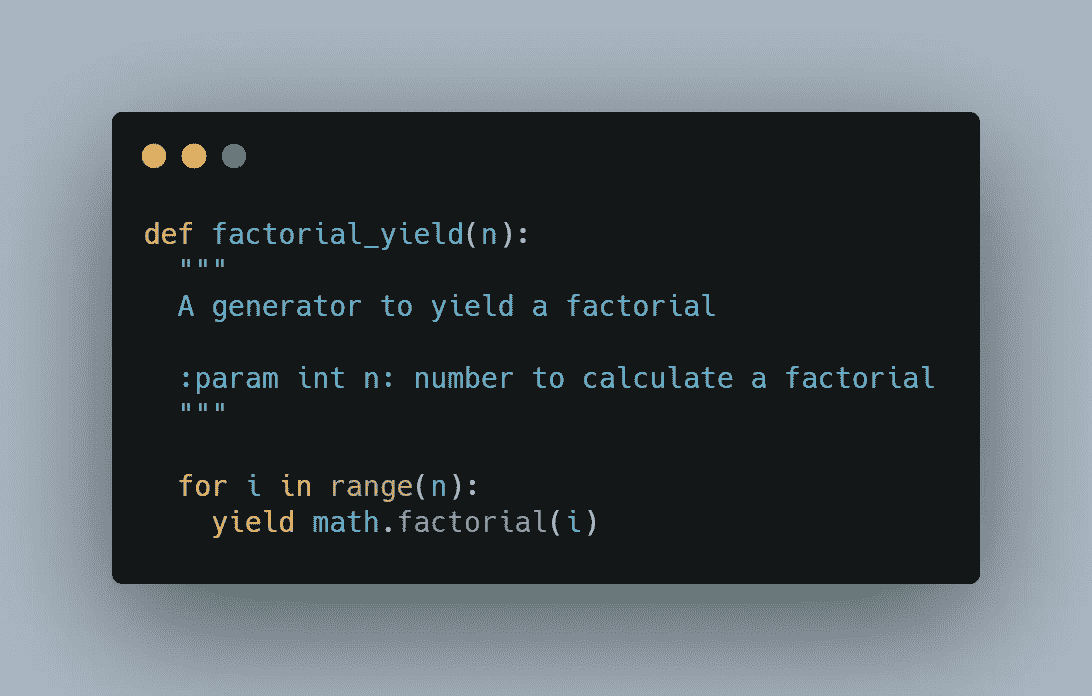 def factorial_yield(n):
  """
  A generator to yield a factorial

  :param int n: number to calculate a factorial
  """

  for i in range(n):
    yield math.factorial(i)